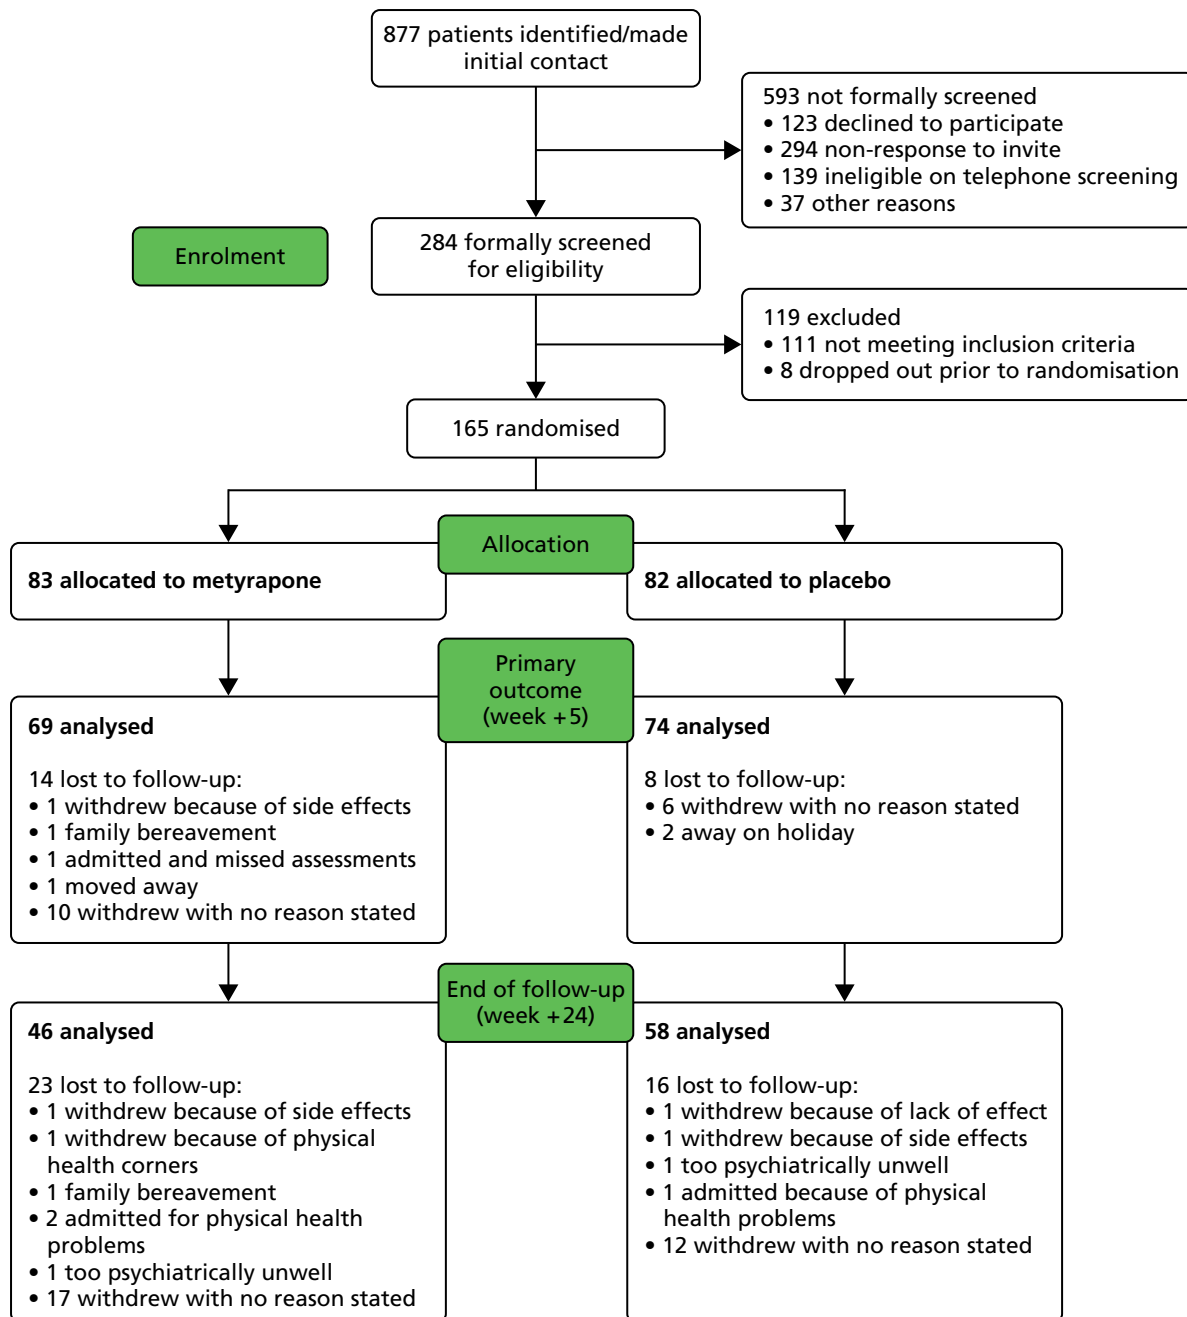 877 patients identified/made
initial contact
593 not formally screened
• 123 declined to participate
• 294 non-response to invite
• 139 ineligible on telephone screening
• 37 other reasons
Enrolment
284 formally screened
for eligibility
119 excluded
• 111 not meeting inclusion criteria
• 8 dropped out prior to randomisation
165 randomised
Allocation
83 allocated to metyrapone
82 allocated to placebo
Primary
outcome
(week +5)
69 analysed
14 lost to follow-up:
• 1 withdrew because of side effects
• 1 family bereavement
• 1 admitted and missed assessments
• 1 moved away
• 10 withdrew with no reason stated
74 analysed
8 lost to follow-up:
• 6 withdrew with no reason stated
• 2 away on holiday
End of follow-up
(week +24)
46 analysed
23 lost to follow-up:
• 1 withdrew because of side effects
• 1 withdrew because of physical
health corners
• 1 family bereavement
• 2 admitted for physical health
problems
• 1 too psychiatrically unwell
• 17 withdrew with no reason stated
58 analysed
16 lost to follow-up:
• 1 withdrew because of lack of effect
• 1 withdrew because of side effects
• 1 too psychiatrically unwell
• 1 admitted because of physical
health problems
• 12 withdrew with no reason stated